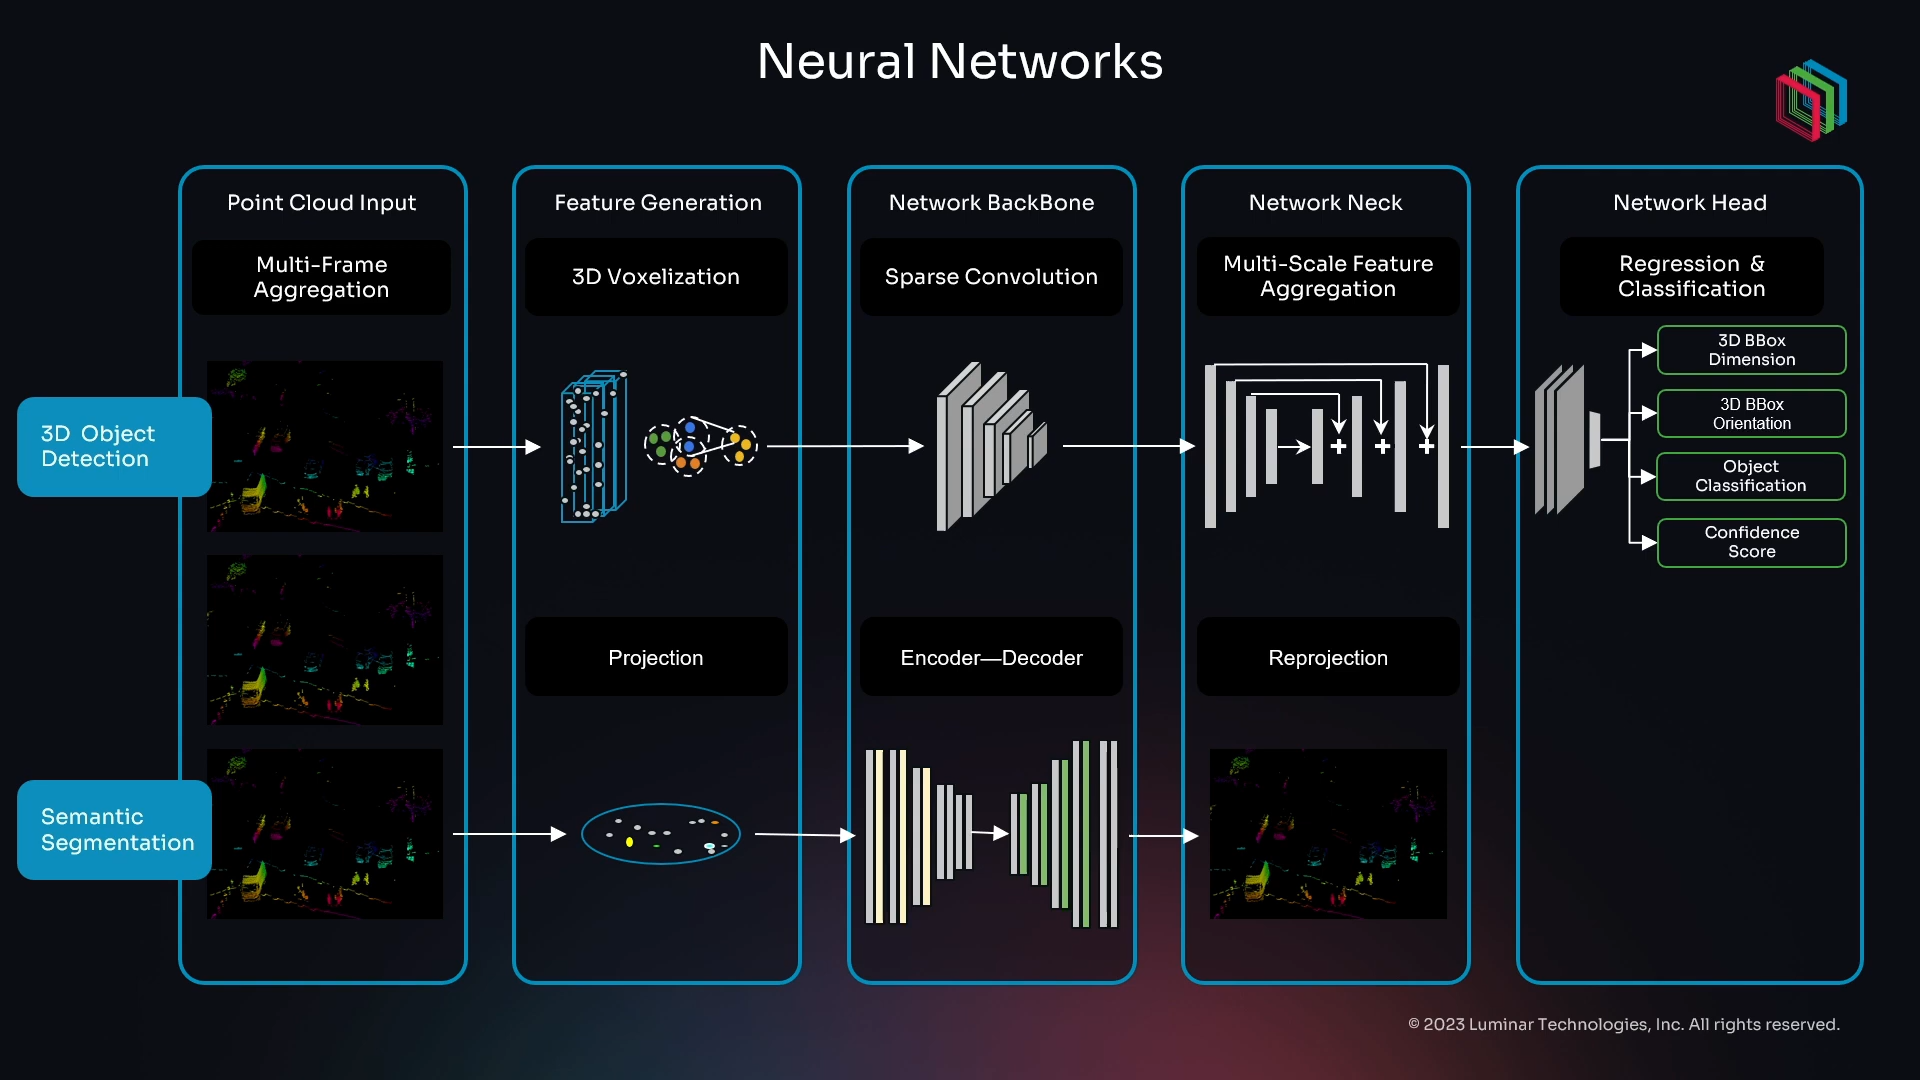 Neural Networks
Point Cloud Input
Feature Generation
Network BackBone
Network Neck
Network Head
Multi-Frame
Aggregation
3D Voxelization
Sparse Convolution
Multi-Scale Feature
Aggregation
Regression &
Classification
3D Object
Detection
3D BBox
Dimension
3D BBox
Orientation
Object
Classification
Confidence
Score
Projection
Encoder—Decoder
Reprojection
Semantic
Segmentation
© 2023 Luminar Technologies, Inc. All rights reserved.